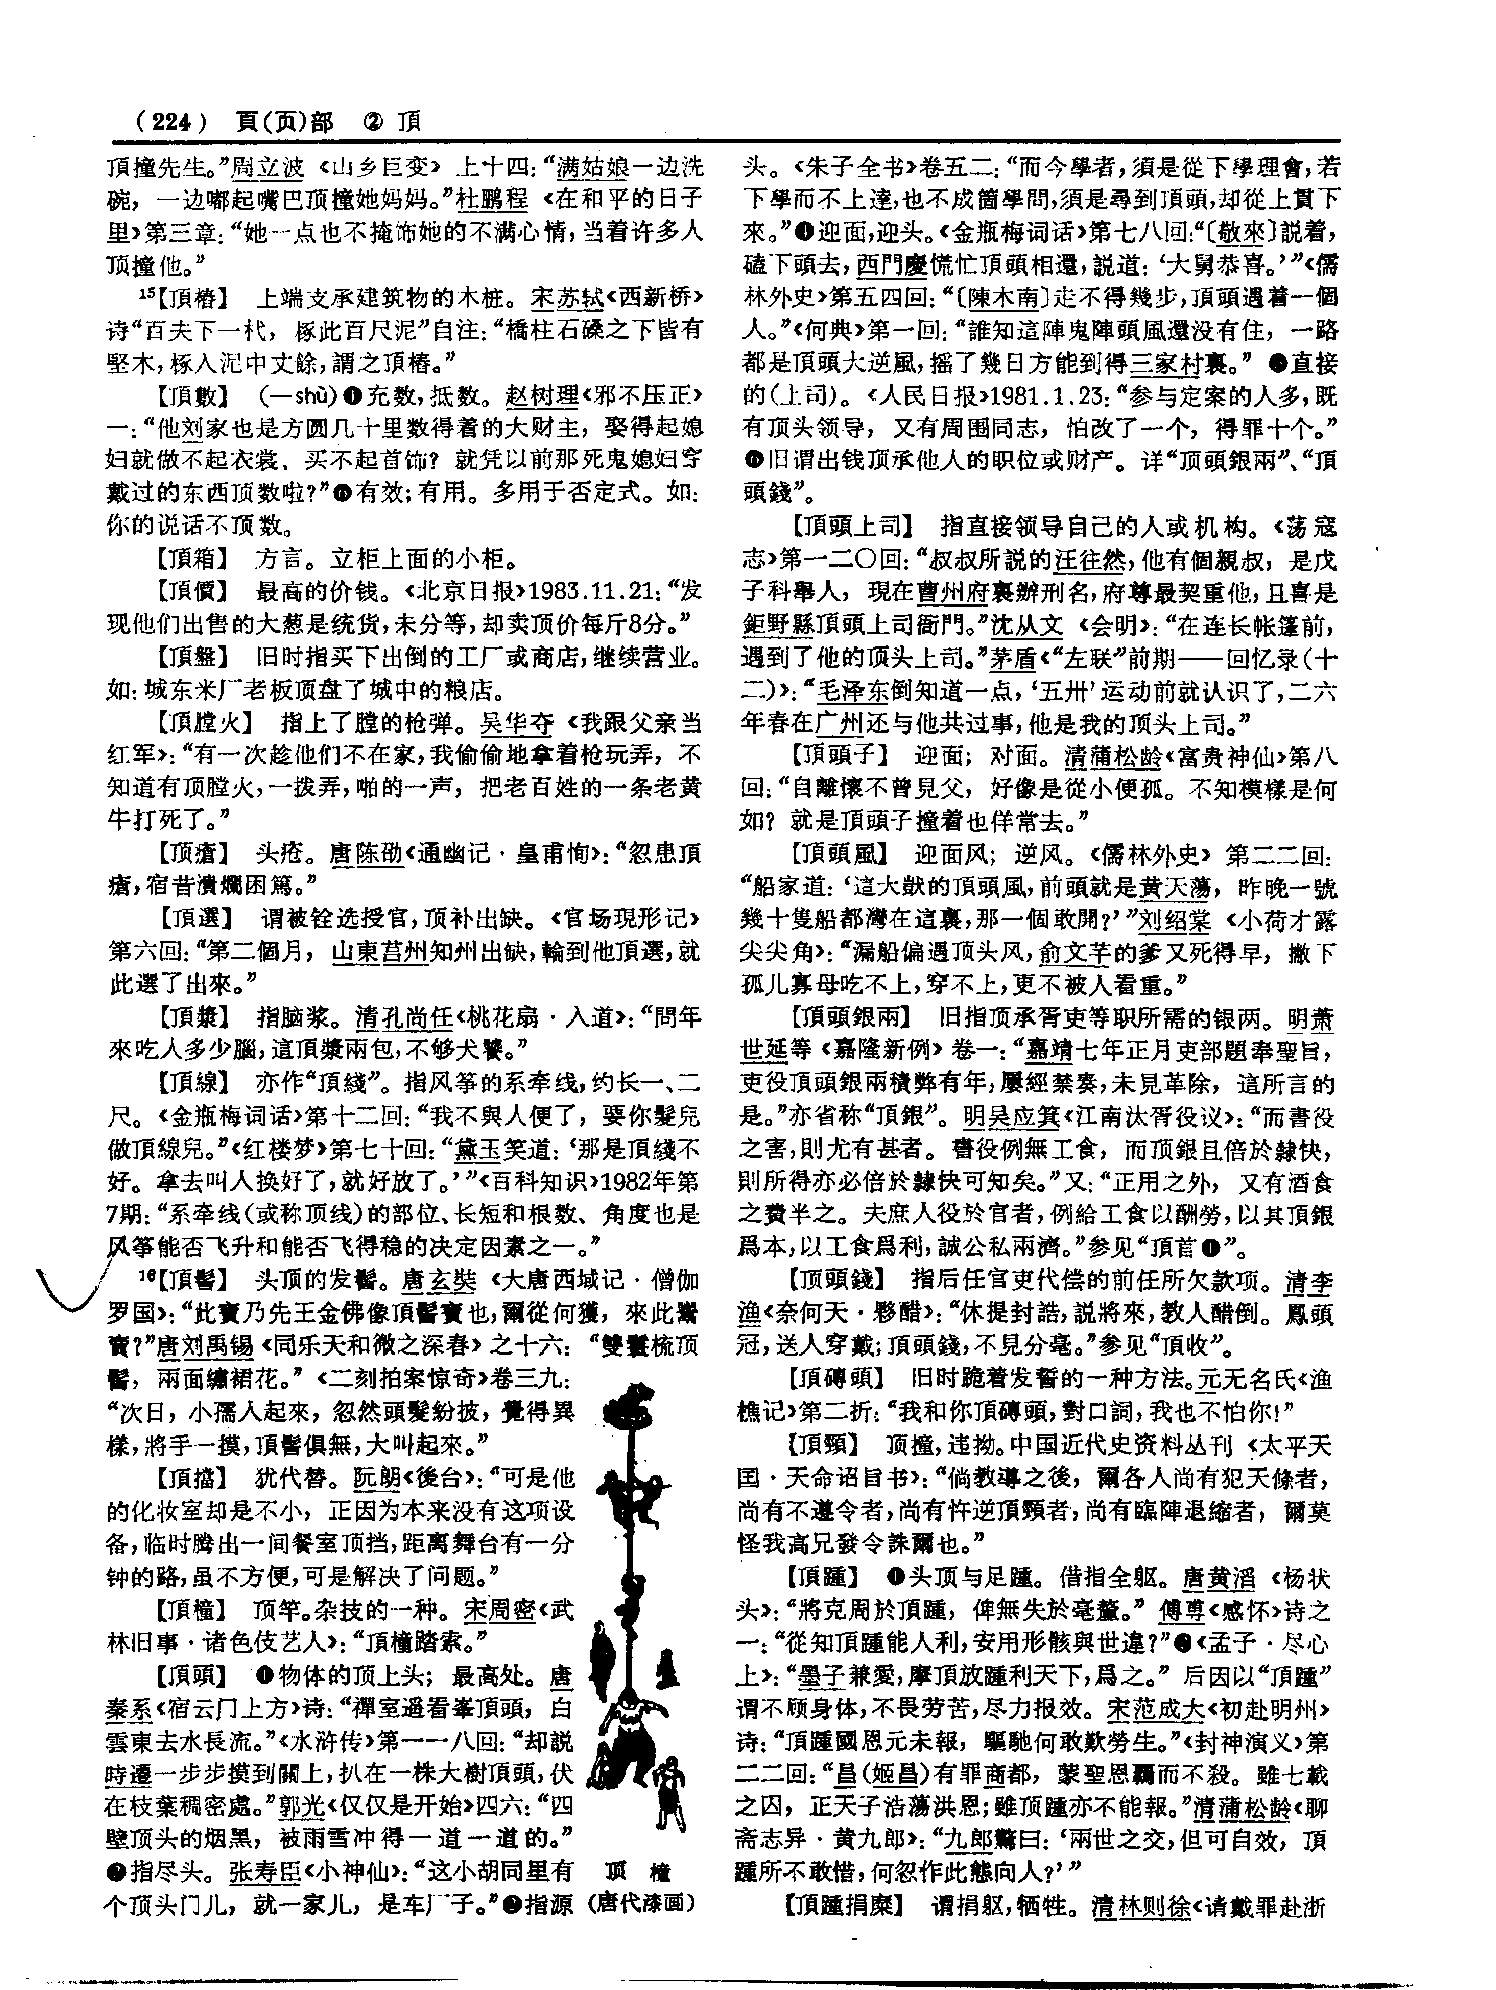 (224) 頁(页)部 ② 頂
頂撞先生。”周立波《山乡巨变》上十四：“满姑娘一边洗
碗，一边嘟起嘴巴顶撞她妈妈。”杜鹏程《在和平的日子
里》第三章：“她一点也不掩饰她的不满心情，当着许多人
顶撞他。”
15【頂樁】 上端支承建筑物的木桩。宋苏轼《西新桥》
诗“百夫下一杙，椓此百尺泥”自注：“橋柱石磉之下皆有
堅木，椓入泥中丈餘，謂之頂樁。”
【頂數】 (—shù)❶充数，抵数。赵树理《邪不压正》
一：“他刘家也是方圆几十里数得着的大财主，娶得起媳
妇就做不起衣裳、买不起首饰？就凭以前那死鬼媳妇穿
戴过的东西顶数啦？”❷有效；有用。多用于否定式。如：
你的说话不顶数。
【頂箱】 方言。立柜上面的小柜。
【頂價】 最高的价钱。《北京日报》1983.11.21：“发
现他们出售的大葱是统货，未分等，却卖顶价每斤8分。”
【頂盤】 旧时指买下出倒的工厂或商店，继续营业。
如：城东米厂老板顶盘了城中的粮店。
【頂膛火】 指上了膛的枪弹。吴华夺《我跟父亲当
红军》：“有一次趁他们不在家，我偷偷地拿着枪玩弄，不
知道有顶膛火，一拨弄，啪的一声，把老百姓的一条老黄
牛打死了。”
【顶瘡】 头疮。唐陈劭《通幽记·皇甫恂》：“忽患頂
瘡，宿昔潰爛困篤。”
【頂選】 谓被铨选授官，顶补出缺。《官场现形记》
第六回：“第二個月，山東莒州知州出缺，輪到他頂選，就
此選了出來。”
【頂漿】 指脑浆。清孔尚任《桃花扇·入道》：“問年
來吃人多少腦，這頂漿兩包，不够犬饕。”
【頂線】 亦作“頂綫”。指风筝的系牵线，约长一、二
尺。《金瓶梅词话》第十二回：“我不與人便了，要你髮兒
做頂線兒。”《红楼梦》第七十回：“黛玉笑道：‘那是頂綫不
好。拿去叫人换好了，就好放了。’”《百科知识》1982年第
7期：“系牵线(或称顶线)的部位、长短和根数、角度也是
风筝能否飞升和能否飞得稳的决定因素之一。”
16【頂髻】 头顶的发髻。唐玄奘《大唐西域记·僧伽
罗国》：“此寶乃先王金佛像頂髻寶也，爾從何獲，來此鬻
寶？”唐刘禹锡《同乐天和微之深春》之十六：“雙鬟梳顶
髻，兩面繡裙花。”《二刻拍案惊奇》卷三九：
“次日，小孺人起來，忽然頭髮紛披，覺得異
樣，將手一摸，頂髻俱無，大叫起來。”
【頂擋】 犹代替。阮朗《後台》：“可是他
的化妆室却是不小，正因为本来没有这项设
备，临时腾出一间餐室顶挡，距离舞台有一分
钟的路，虽不方便，可是解决了问题。”
【頂橦】 顶竿。杂技的一种。宋周密《武
林旧事·诸色伎艺人》：“頂橦踏索。”
【頂頭】 ❶物体的顶上头；最高处。唐
秦系《宿云门上方》诗：“禪室遥看峯頂頭，白
雲東去水長流。”《水浒传》第一一八回：“却説
時遷一步步摸到關上，扒在一株大樹頂頭，伏
在枝葉稠密處。”郭光《仅仅是开始》四六：“四
壁顶头的烟黑，被雨雪冲得一道一道的。”
❷指尽头。张寿臣《小神仙》：“这小胡同里有
个顶头门儿，就一家儿，是车厂子。”❸指源
顶 橦
(唐代漆画)
头。《朱子全书》卷五二：“而今學者，須是從下學理會，若
下學而不上達，也不成箇學問，須是尋到頂頭，却從上貫下
來。”❹迎面，迎头。《金瓶梅词话》第七八回：“〔敬來〕説着，
磕下頭去，西門慶慌忙頂頭相還，説道：‘大舅恭喜。’”《儒
林外史》第五四回：“〔陳木南〕走不得幾步，頂頭遇着一個
人。”《何典》第一回：“誰知這陣鬼陣頭風還没有住，一路
都是頂頭大逆風，摇了幾日方能到得三家村裏。”❺直接
的(上司)。《人民日报》1981.1.23：“参与定案的人多，既
有顶头领导，又有周围同志，怕改了一个，得罪十个。”
❻旧谓出钱顶承他人的职位或财产。详“顶頭銀兩”、“頂
頭錢”。
【頂頭上司】 指直接领导自己的人或机构。《荡寇
志》第一二〇回：“叔叔所説的汪往然，他有個親叔，是戊
子科舉人，現在曹州府裏辦刑名，府尊最契重他，且喜是
鉅野縣頂頭上司衙門。”沈从文《会明》：“在连长帐篷前，
遇到了他的顶头上司。”茅盾《“左联”前期——回忆录(十
二)》：“毛泽东倒知道一点，‘五卅’运动前就认识了，二六
年春在广州还与他共过事，他是我的顶头上司。”
【頂頭子】 迎面；对面。清蒲松龄《富贵神仙》第八
回：“自離懷不曾見父，好像是從小便孤。不知模樣是何
如？就是頂頭子撞着也佯常去。”
【頂頭風】 迎面风；逆风。《儒林外史》第二二回：
“船家道：‘這大獃的頂頭風，前頭就是黄天蕩，昨晚一號
幾十隻船都灣在這裏，那一個敢開？’”刘绍棠《小荷才露
尖尖角》：“漏船偏遇顶头风，俞文芊的爹又死得早，撇下
孤儿寡母吃不上，穿不上，更不被人看重。”
【頂頭銀兩】 旧指顶承胥吏等职所需的银两。明萧
世延等《嘉隆新例》卷一：“嘉靖七年正月吏部題奉聖旨，
吏役頂頭銀兩積弊有年，屢經禁奏，未見革除，這所言的
是。”亦省称“頂銀”。明吴应箕《江南汰胥役议》：“而書役
之害，則尤有甚者。書役例無工食，而顶銀且倍於隸快，
則所得亦必倍於隸快可知矣。”又：“正用之外，又有酒食
之費半之。夫庶人役於官者，例給工食以酬勞，以其頂銀
爲本，以工食爲利，誠公私兩濟。”参见“頂首❶”。
【顶頭錢】 指后任官吏代偿的前任所欠款项。清李
渔《奈何天·夥醋》：“休提封誥，説將來，教人醋倒。鳳頭
冠，送人穿戴；頂頭錢，不見分毫。”参见“頂收”。
【頂磚頭】 旧时跪着发誓的一种方法。元无名氏《渔
樵记》第二折：“我和你頂磚頭，對口詞，我也不怕你！”
【頂頸】 顶撞，违拗。中国近代史资料丛刊《太平天
国·天命诏旨书》：“倘教導之後，爾各人尚有犯天條者，
尚有不遵令者，尚有忤逆頂頸者，尚有臨陣退縮者，爾莫
怪我高兄發令誅爾也。”
【頂踵】 ❶头顶与足踵。借指全躯。唐黄滔《杨状
头》：“將克周於頂踵，俾無失於毫釐。”傅尃《感怀》诗之
一：“從知頂踵能人利，安用形骸與世違？”❷《孟子·尽心
上》：“墨子兼愛，摩頂放踵利天下，爲之。”后因以“頂踵”
谓不顾身体，不畏劳苦，尽力报效。宋范成大《初赴明州》
诗：“頂踵國恩元未報，驅馳何敢歎勞生。”《封神演义》第
二二回：“昌(姬昌)有罪商都，蒙聖恩羈而不殺。雖七載
之囚，正天子浩蕩洪恩；雖顶踵亦不能報。”清蒲松龄《聊
斋志异·黄九郎》：“九郎驚曰：‘兩世之交，但可自效，頂
踵所不敢惜，何忍作此態向人？’”
【頂踵捐糜】 谓捐躯，牺牲。清林则徐《请戴罪赴浙